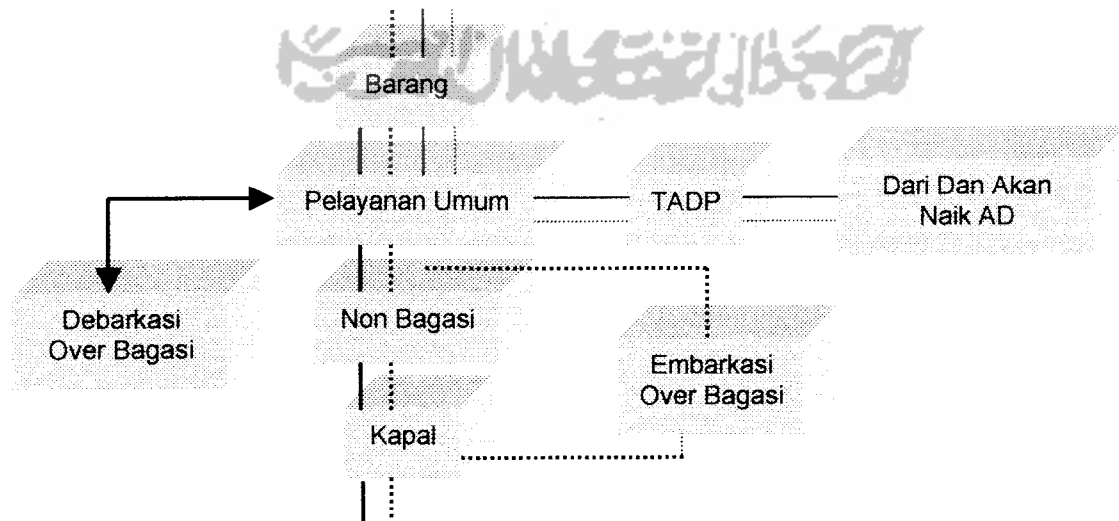 Barang
Pelayanan Umum
TADP
Dari Dan Akan
Naik AD
Debarkasi
Over Bagasi
Non Bagasi
Embarkasi
Over Bagasi
Kapal